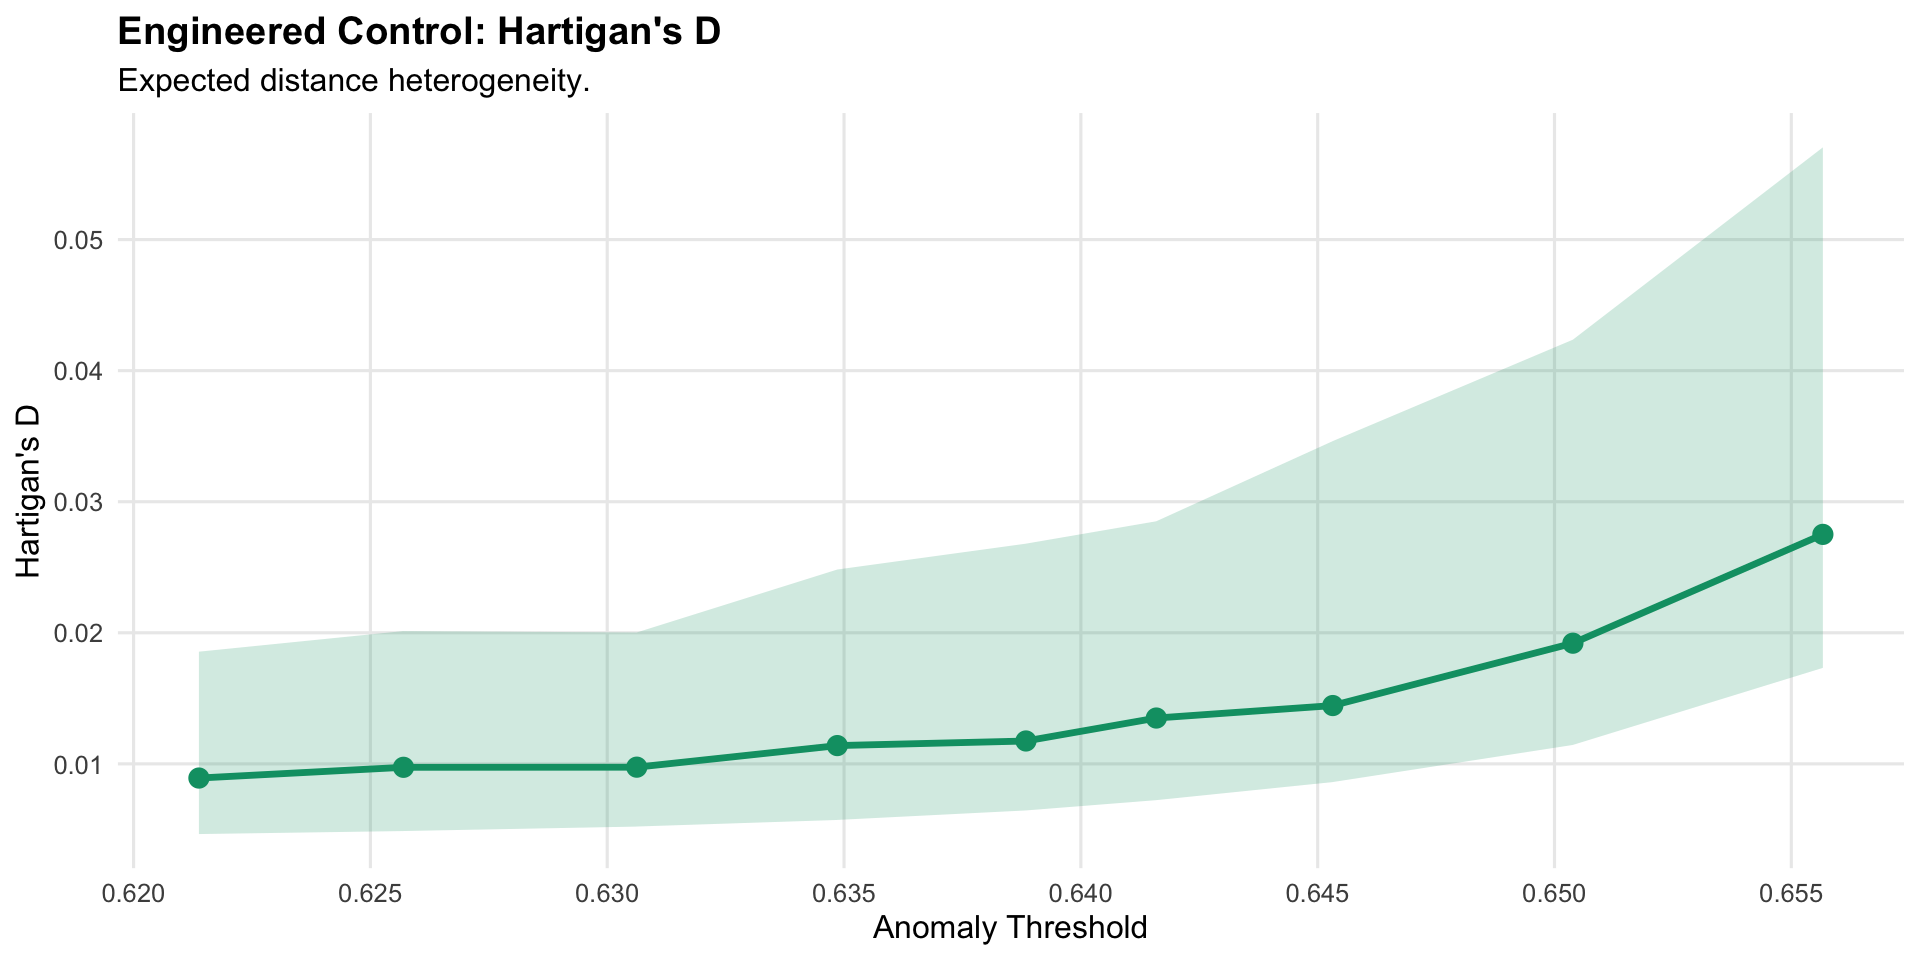 Engineered Control: Hartigan's D
Expected distance heterogeneity.
Hartigan's D
0.05
0.04
0.03
0.02
0.01
0.620 0.625 0.630 0.635 0.640 0.645 0.650 0.655
Anomaly Threshold